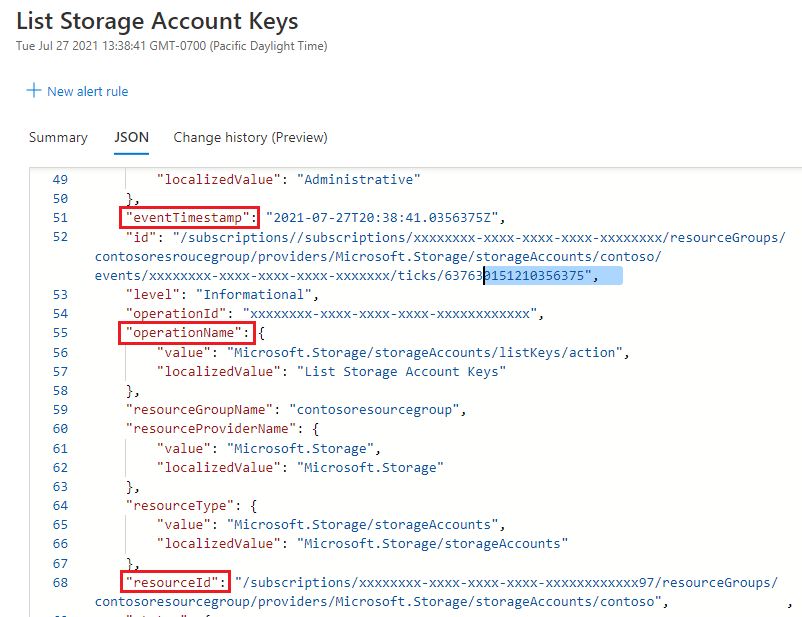 List Storage Account Keys
Tue Jul 27 2021 13:38:41 GMT-0700 (Pacific Daylight Time)
+ New alert rule
Summary JSON Change history (Preview)
49 "localizedValue": "Administrative"
50 },
51 "eventTimestamp": "2021-07-27T20:38:41.0356375Z",
52 "id": "/subscriptions//subscriptions/xxxxxxxx-xxxx-xxxx-xxxx-xxxxxxxx/resourceGroups/
contosoresroucegroup/providers/Microsoft.Storage/storageAccounts/contoso/
events/xxxxxxxx-xxxx-xxxx-xxxx-xxxxxxx/ticks/637630151210356375",
53 "level": "Informational",
54 "operationId": "xxxxxxxx-xxxx-xxxx-xxxx-xxxxxxxxxxxx",
55 "operationName": {
56 "value": "Microsoft.Storage/storageAccounts/listKeys/action",
57 "localizedValue": "List Storage Account Keys"
58 },
59 "resourceGroupName": "contosoresourcegroup",
60 "resourceProviderName": {
61 "value": "Microsoft.Storage",
62 "localizedValue": "Microsoft.Storage"
63 },
64 "resourceType": {
65 "value": "Microsoft.Storage/storageAccounts",
66 "localizedValue": "Microsoft.Storage/storageAccounts"
67 },
68 "resourceId": "/subscriptions/xxxxxxxx-xxxx-xxxx-xxxx-xxxxxxxxxxxx97/resourceGroups/
contosoresourcegroup/providers/Microsoft.Storage/storageAccounts/contoso", ,